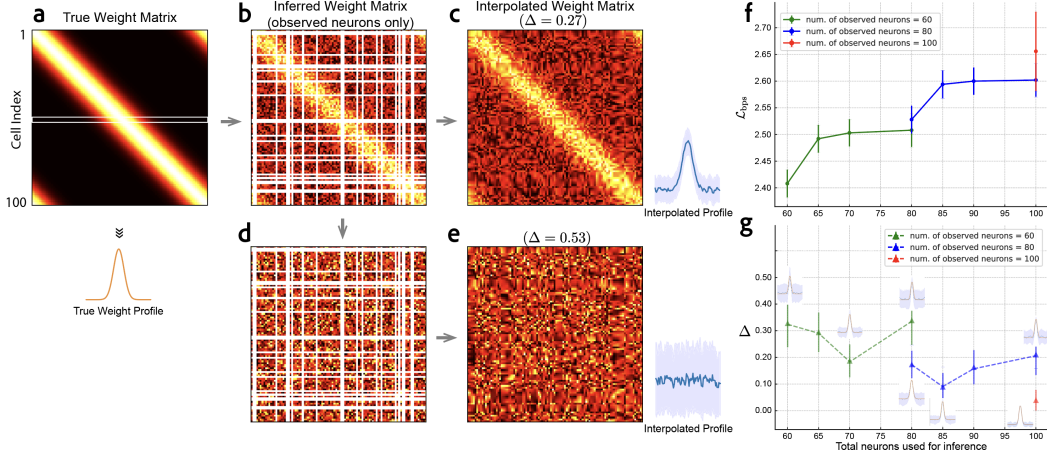 a
True Weight Matrix
1
Cell Index
100
True Weight Profile
b
Inferred Weight Matrix
(observed neurons only)
c
Interpolated Weight Matrix
(Δ = 0.27)
Interpolated Profile
d
e
(Δ = 0.53)
Interpolated Profile
f
num. of observed neurons = 60
num. of observed neurons = 80
num. of observed neurons = 100
ℒbps
2.70
2.65
2.60
2.55
2.50
2.45
2.40
60 65 70 75 80 85 90 95 100
g
num. of observed neurons = 60
num. of observed neurons = 80
num. of observed neurons = 100
Δ
0.50
0.40
0.30
0.20
0.10
0.00
60 65 70 75 80 85 90 95 100
Total neurons used for inference